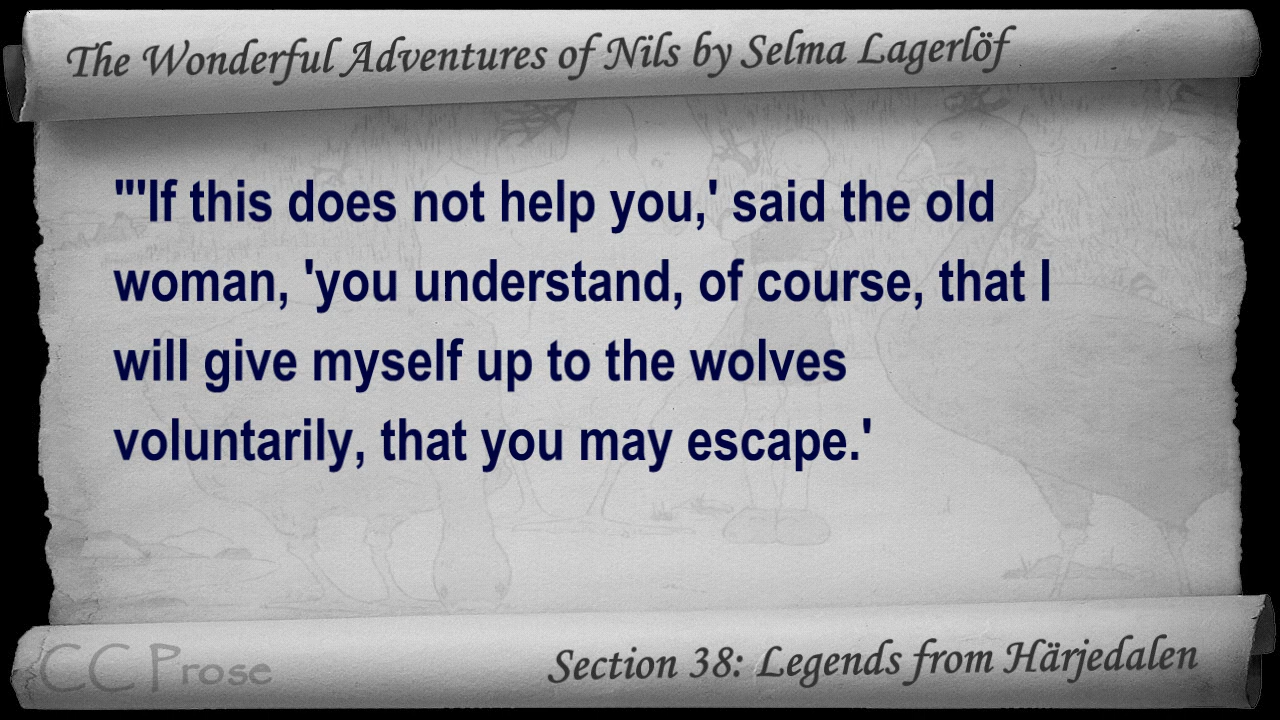 The Wonderful Adventures of Nils by Selma Lagerlöf
"'If this does not help you,' said the old
woman, 'you understand, of course, that I
will give myself up to the wolves
voluntarily, that you may escape.'
CC Prose
Section 38: Legends from Härjedalen